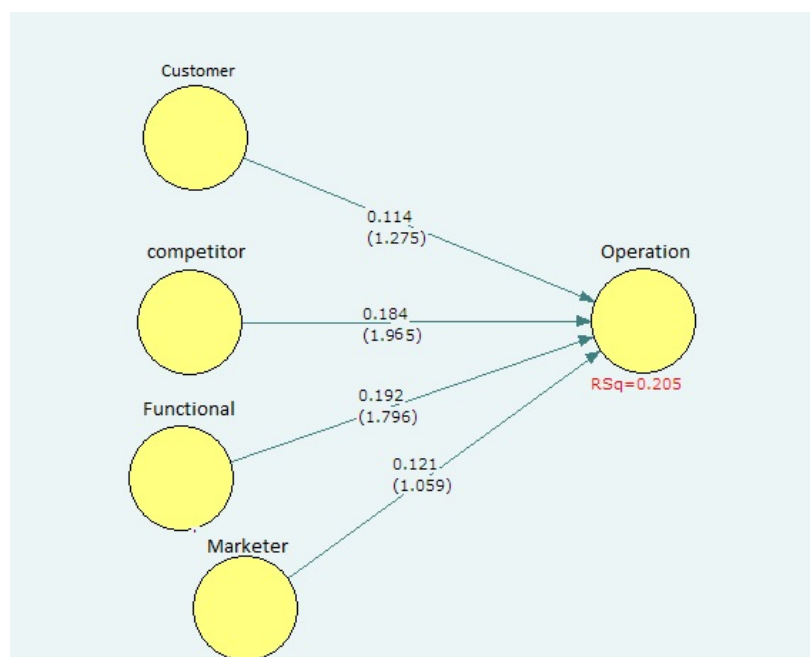 Customer
0.114
(1.275)
competitor
Operation
0.184
(1.965)
RSq=0.205
0.192
(1.796)
Functional
0.121
(1.059)
Marketer